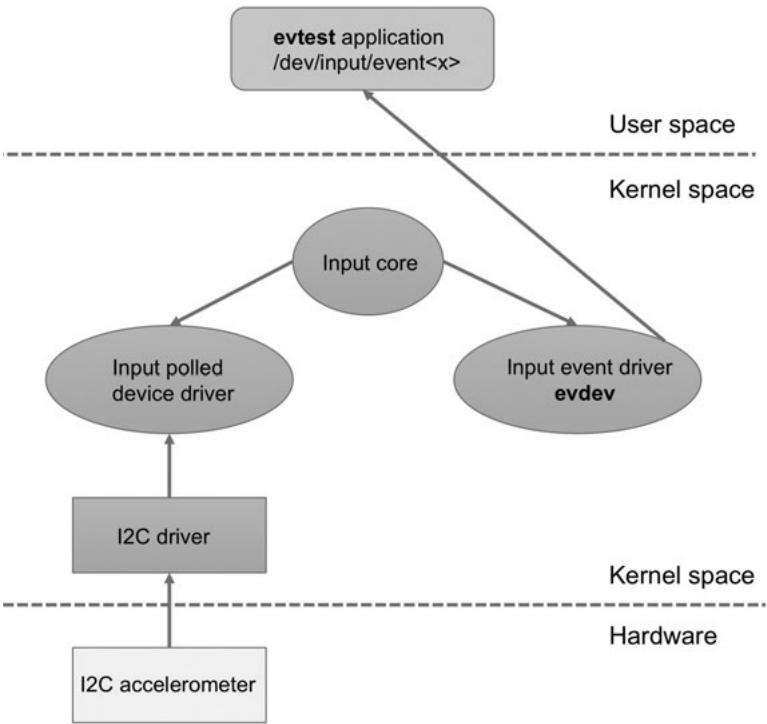 evtest application
/dev/input/event<x>
User space
Kernel space
Input core
Input polled
device driver
Input event driver
evdev
I2C driver
Kernel space
Hardware
I2C accelerometer